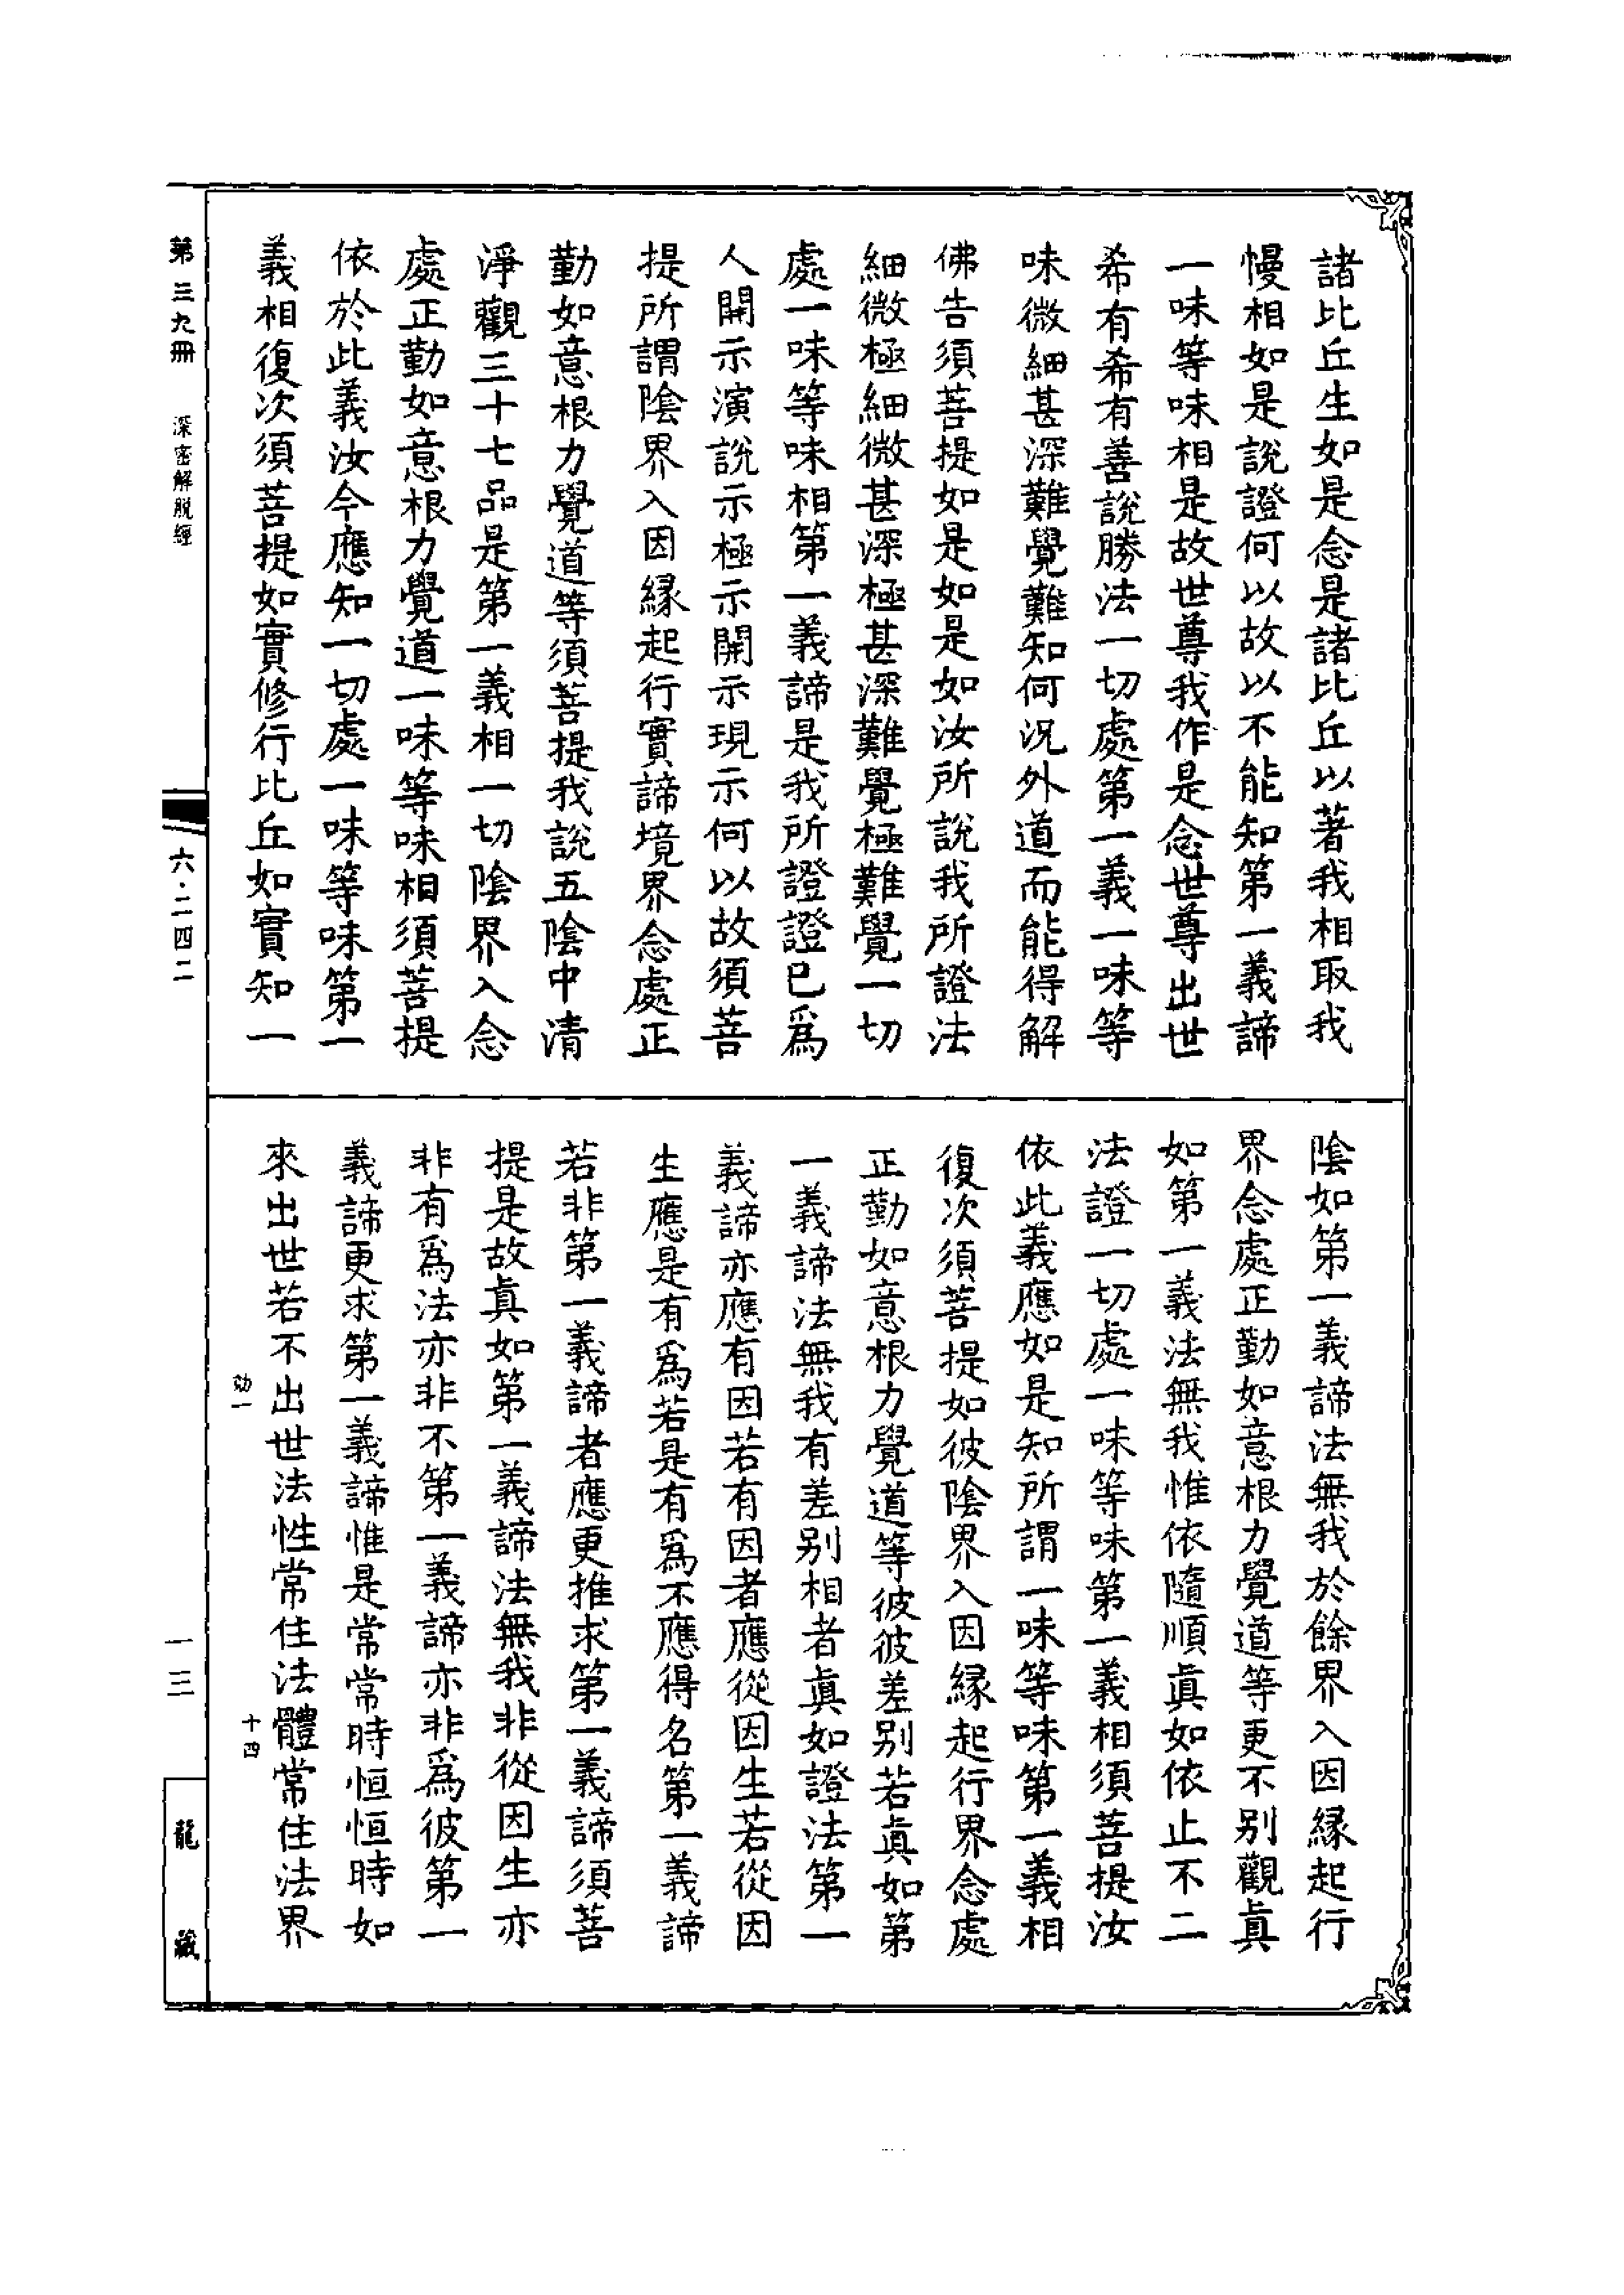 諸比丘生如是念是諸比丘以著我相取我
慢相如是說證何以故以不能知第一義諦
一味等味相是故世尊我作是念世尊出世
希有希有善說勝法一切處第一義一味等
味微細甚深難覺難知何況外道而能得解
佛告須菩提如是如是如汝所說我所證法
細微極細微甚深極甚深難覺極難覺一切
處一味等味相第一義諦是我所證證已爲
人開示演說示極示開示現示何以故須菩
提所謂陰界入因緣起行實諦境界念處正
勤如意根力覺道等須菩提我說五陰中清
淨觀三十七品是第一義相一切陰界入念
處正勤如意根力覺道一味等味相須菩提
依於此義汝今應知一切處一味等味第一
義相復次須菩提如實修行比丘如實知一
陰如第一義諦法無我於餘界入因緣起行
界念處正勤如意根力覺道等更不別觀眞
如第一義法無我惟依隨順眞如依止不二
法證一切處一味等味第一義相須菩提汝
依此義應如是知所謂一味等味第一義相
復次須菩提如彼陰界入因緣起行界念處
正勤如意根力覺道等彼彼差別若眞如第
一義諦法無我有差別相者眞如證法第一
義諦亦應有因若有因者應從因生若從因
生應是有爲若是有爲不應得名第一義諦
若非第一義諦者應更推求第一義諦須菩
提是故眞如第一義諦法無我非從因生亦
非有爲法亦非不第一義諦亦非爲彼第一
義諦更求第一義諦惟是常常時恒恒時如
來出世若不出世法性常住法體常住法界
劾一
十四
第三九冊
深密解脫經
六·二四二
一三
龍藏